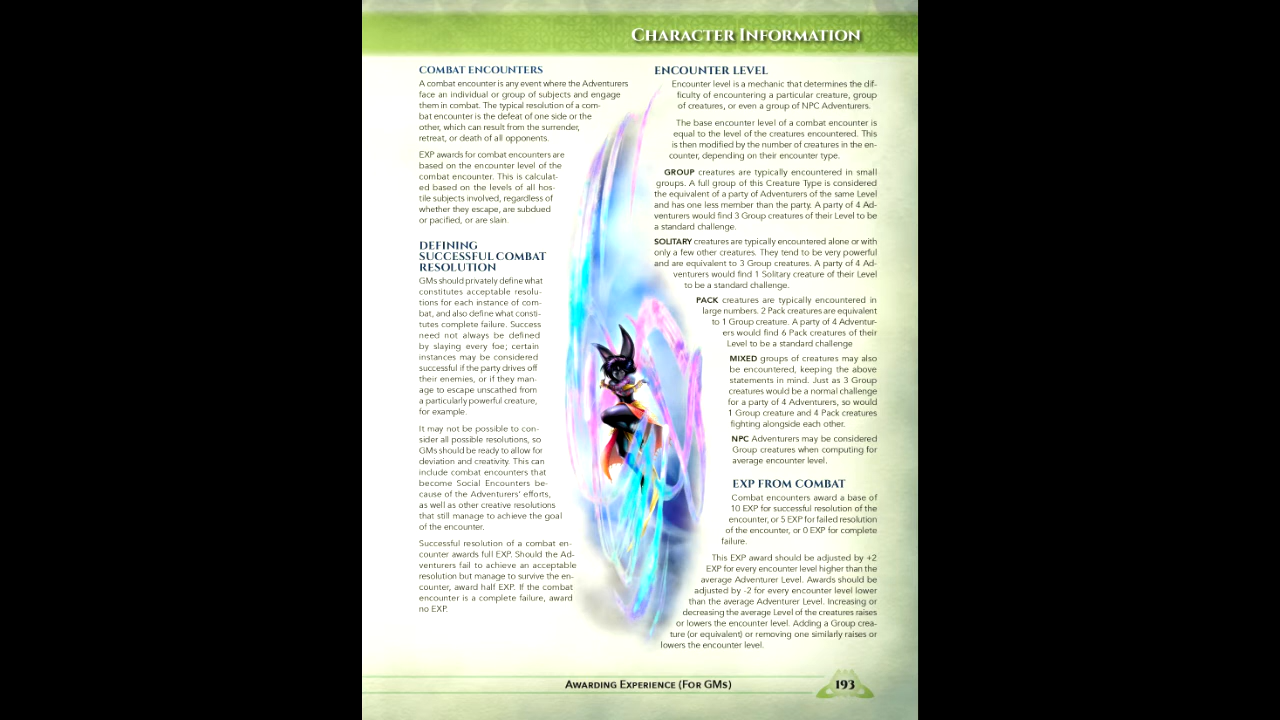 Character Information
COMBAT ENCOUNTERS
A combat encounter is any event where the Adventurers
face an individual or group of subjects and engage
them in combat. The typical resolution of a com-
bat encounter is the defeat of one side or the
other, which can result from the surrender,
retreat, or death of all opponents.
EXP awards for combat encounters are
based on the encounter level of the
combat encounter. This is calculat-
ed based on the levels of all hos-
tile subjects involved, regardless of
whether they escape, are subdued
or pacified, or are slain.
DEFINING
SUCCESSFUL COMBAT
RESOLUTION
GMs should privately define what
constitutes acceptable resolu-
tions for each instance of com-
bat, and also define what consti-
tutes complete failure. Success
need not always be defined
by slaying every foe; certain
instances may be considered
successful if the party drives off
their enemies, or if they man-
age to escape unscathed from
a particularly powerful creature,
for example.
It may not be possible to con-
sider all possible resolutions, so
GMs should be ready to allow for
deviation and creativity. This can
include combat encounters that
become Social Encounters be-
cause of the Adventurers' efforts,
as well as other creative resolutions
that still manage to achieve the goal
of the encounter.
Successful resolution of a combat en-
counter awards full EXP. Should the Ad-
venturers fail to achieve an acceptable
resolution but manage to survive the en-
counter, award half EXP. If the combat
encounter is a complete failure, award
no EXP.
ENCOUNTER LEVEL
Encounter level is a mechanic that determines the dif-
ficulty of encountering a particular creature, group
of creatures, or even a group of NPC Adventurers.
The base encounter level of a combat encounter is
equal to the level of the creatures encountered. This
is then modified by the number of creatures in the en-
counter, depending on their encounter type.
GROUP creatures are typically encountered in small
groups. A full group of this Creature Type is considered
the equivalent of a party of Adventurers of the same Level
and has one less member than the party. A party of 4 Ad-
venturers would find 3 Group creatures of their Level to be
a standard challenge.
SOLITARY creatures are typically encountered alone or with
only a few other creatures. They tend to be very powerful
and are equivalent to 3 Group creatures. A party of 4 Ad-
venturers would find 1 Solitary creature of their Level
to be a standard challenge.
PACK creatures are typically encountered in
large numbers. 2 Pack creatures are equivalent
to 1 Group creature. A party of 4 Adventur-
ers would find 6 Pack creatures of their
Level to be a standard challenge
MIXED groups of creatures may also
be encountered, keeping the above
statements in mind. Just as 3 Group
creatures would be a normal challenge
for a party of 4 Adventurers, so would
1 Group creature and 4 Pack creatures
fighting alongside each other.
NPC Adventurers may be considered
Group creatures when computing for
average encounter level.
EXP FROM COMBAT
Combat encounters award a base of
10 EXP for successful resolution of the
encounter, or 5 EXP for failed resolution
of the encounter, or 0 EXP for complete
failure.
This EXP award should be adjusted by +2
EXP for every encounter level higher than the
average Adventurer Level. Awards should be
adjusted by -2 for every encounter level lower
than the average Adventurer Level. Increasing or
decreasing the average Level of the creatures raises
or lowers the encounter level. Adding a Group crea-
ture (or equivalent) or removing one similarly raises or
lowers the encounter level.
Awarding Experience (For GMs)
193